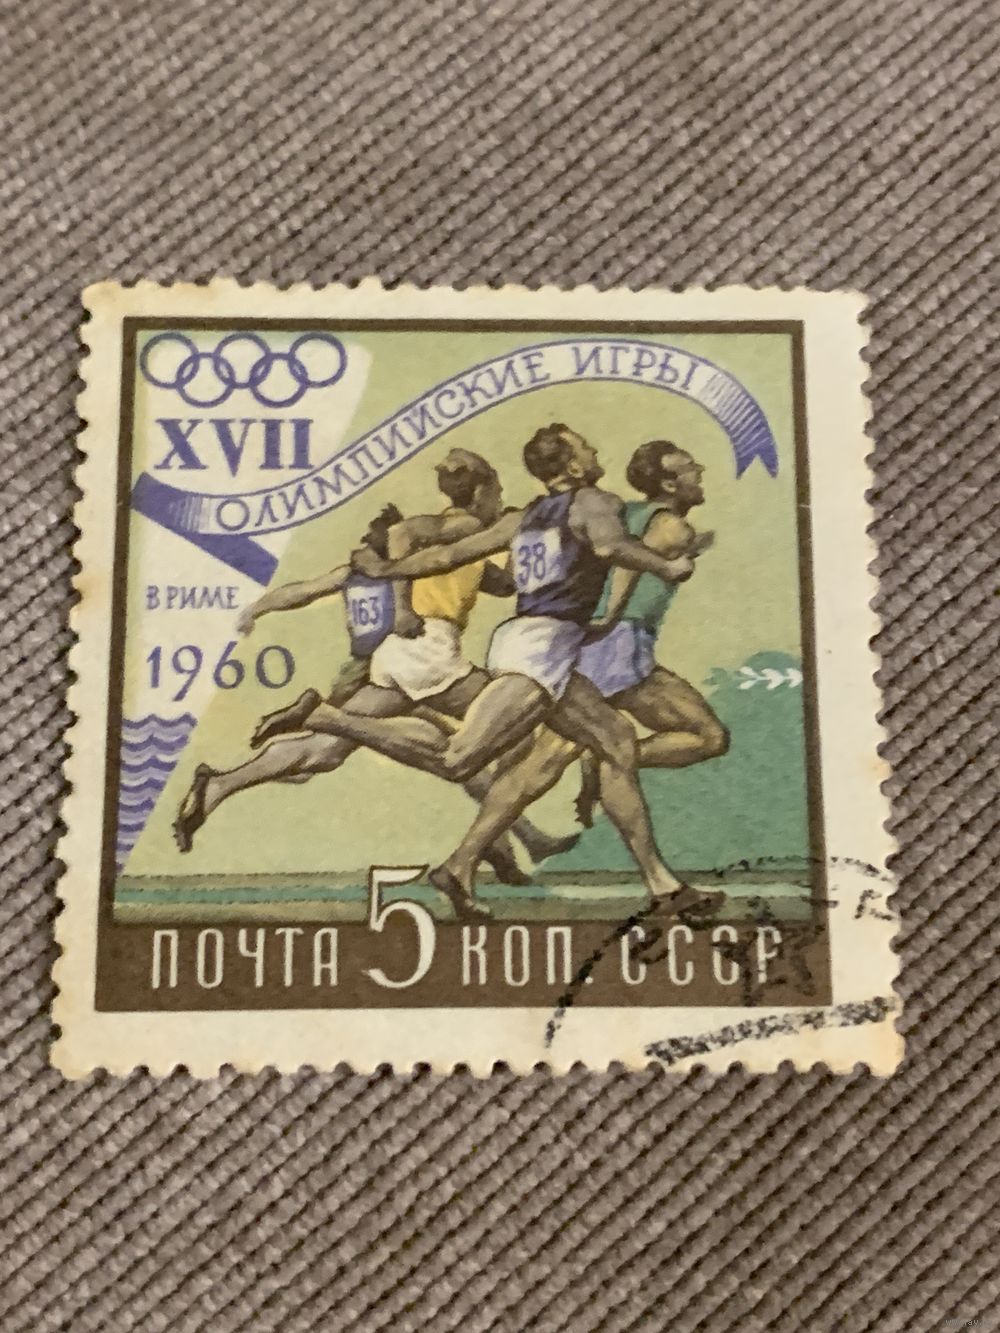 XVII
ОЛИМПИЙСКИЕ ИГРЫ
В РИМЕ
1960
163
38
ПОЧТА 5 КОП. СССР